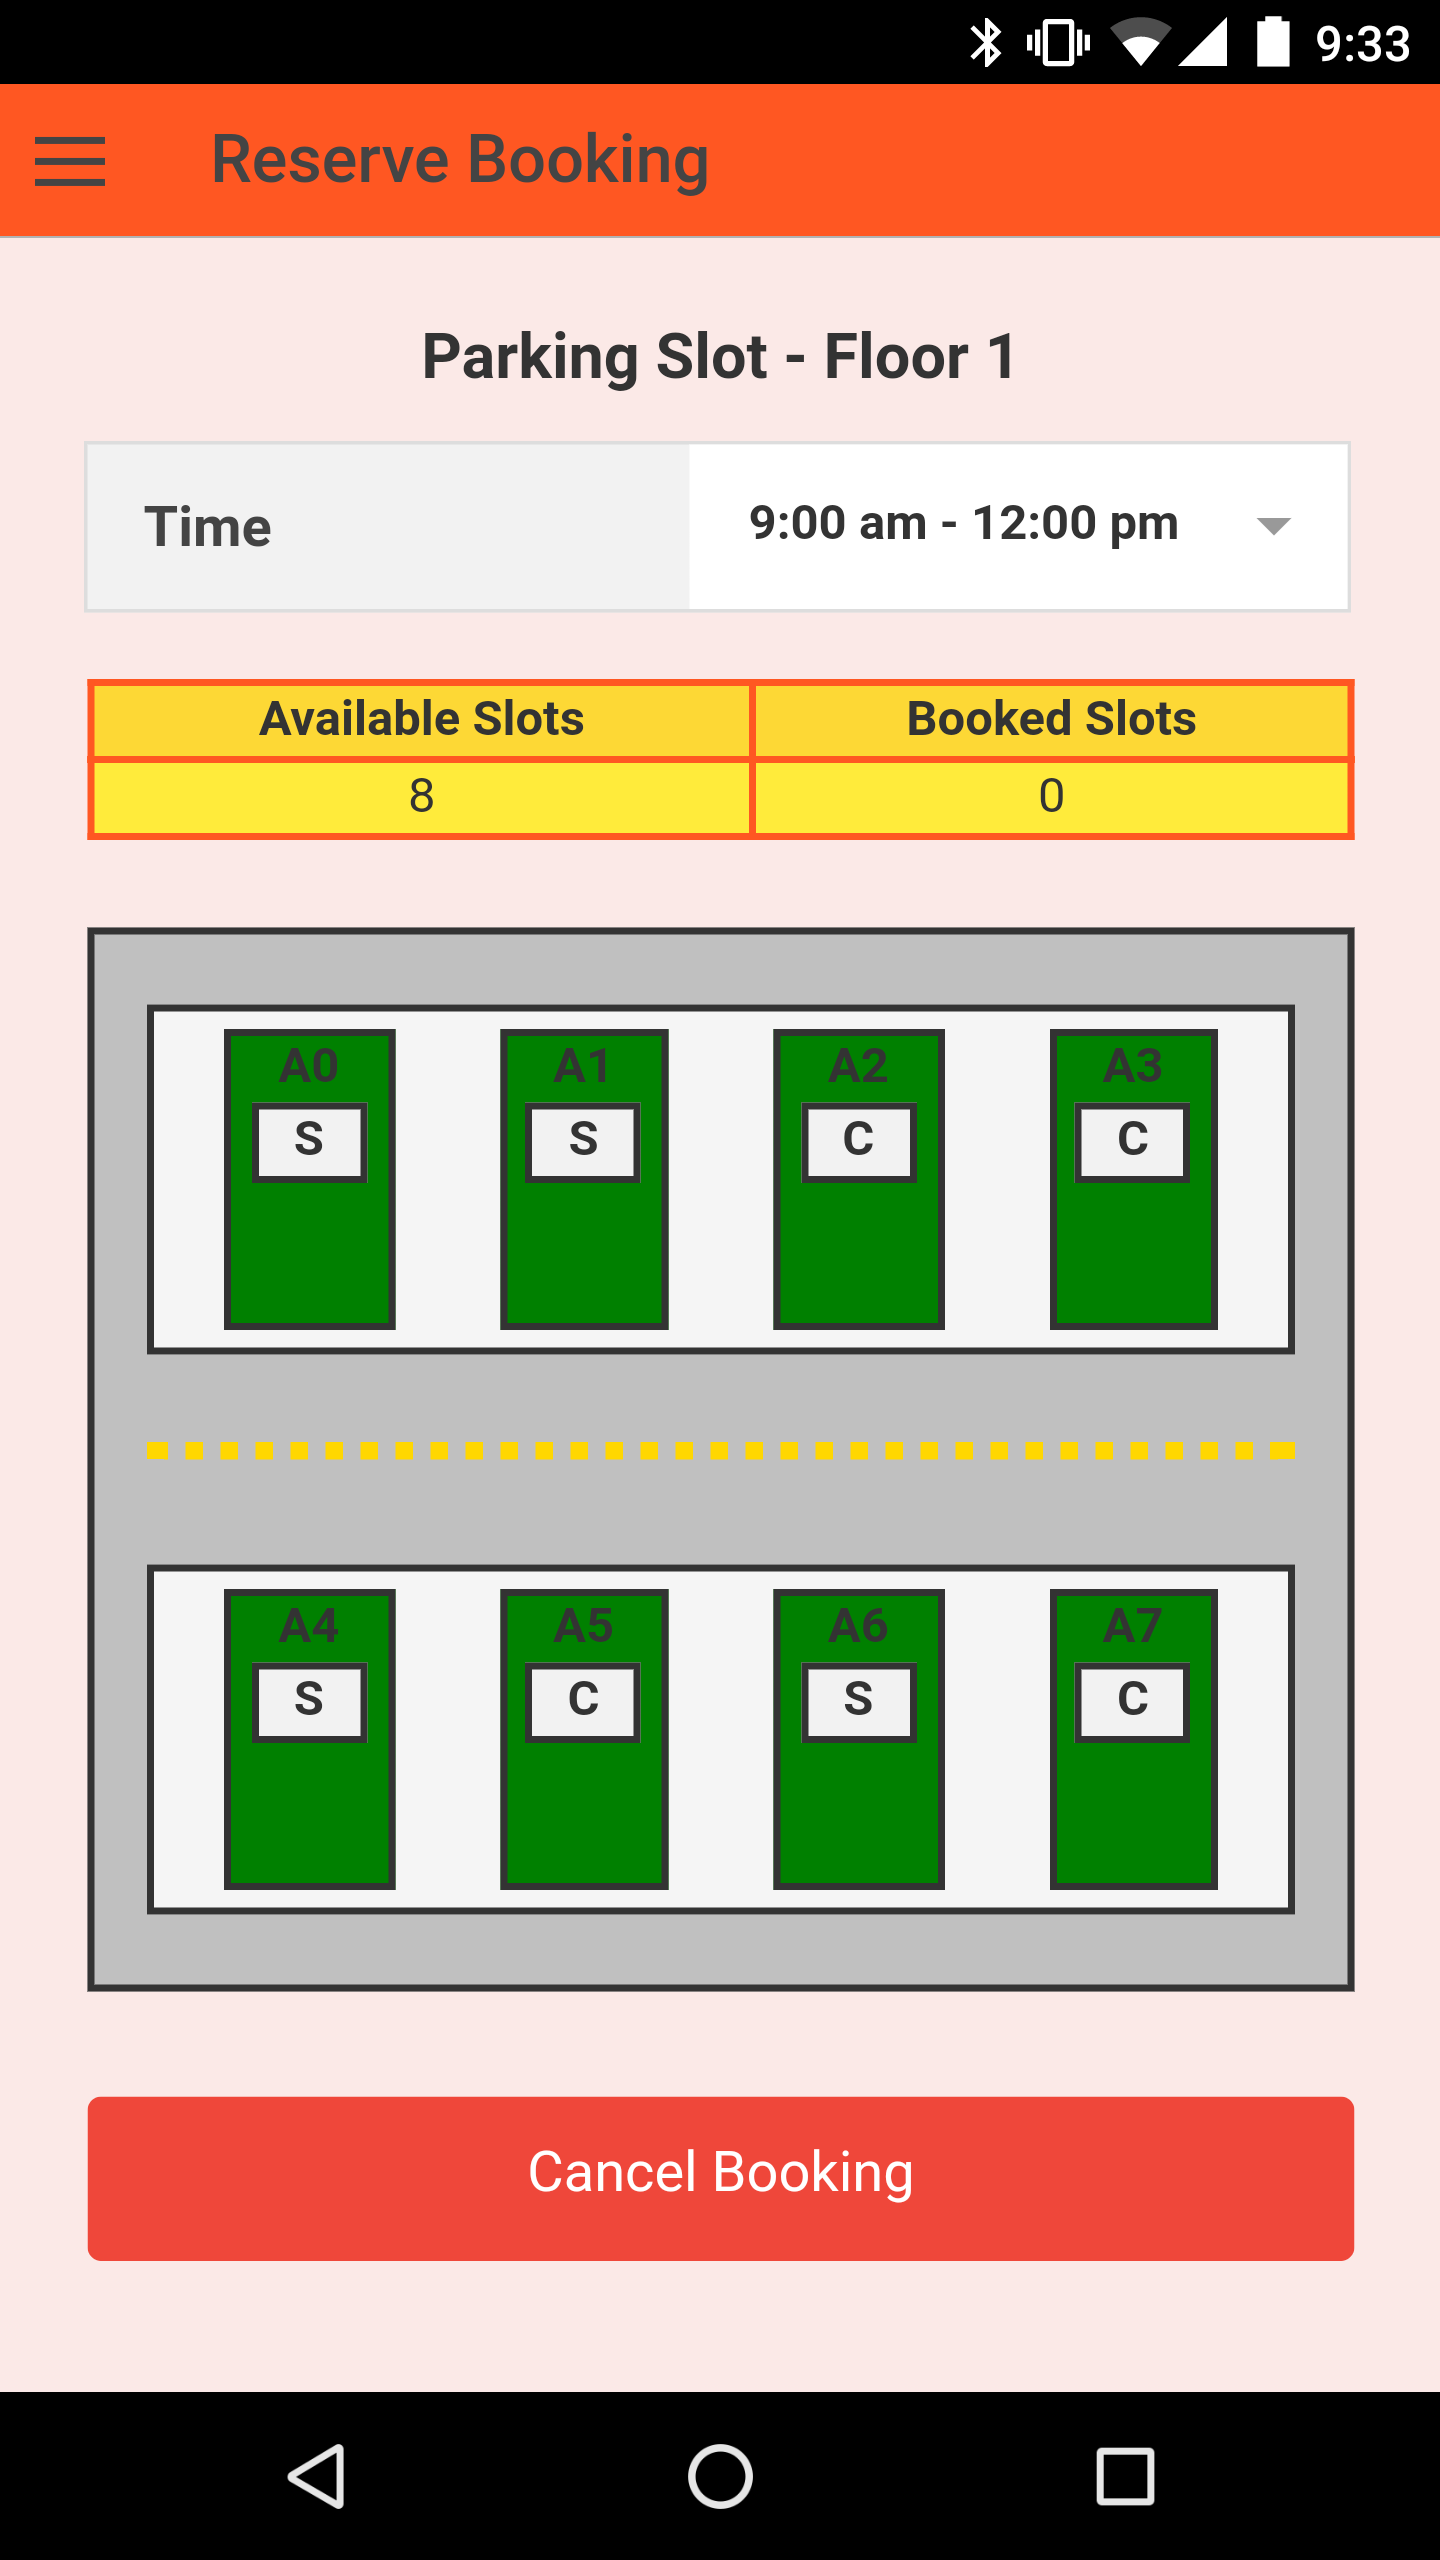 9:33
Reserve Booking
Parking Slot - Floor 1
Time 9:00 am - 12:00 pm
Available Slots Booked Slots
8 0
A0 A1 A2 A3
S S C C
A4 A5 A6 A7
S C S C
Cancel Booking